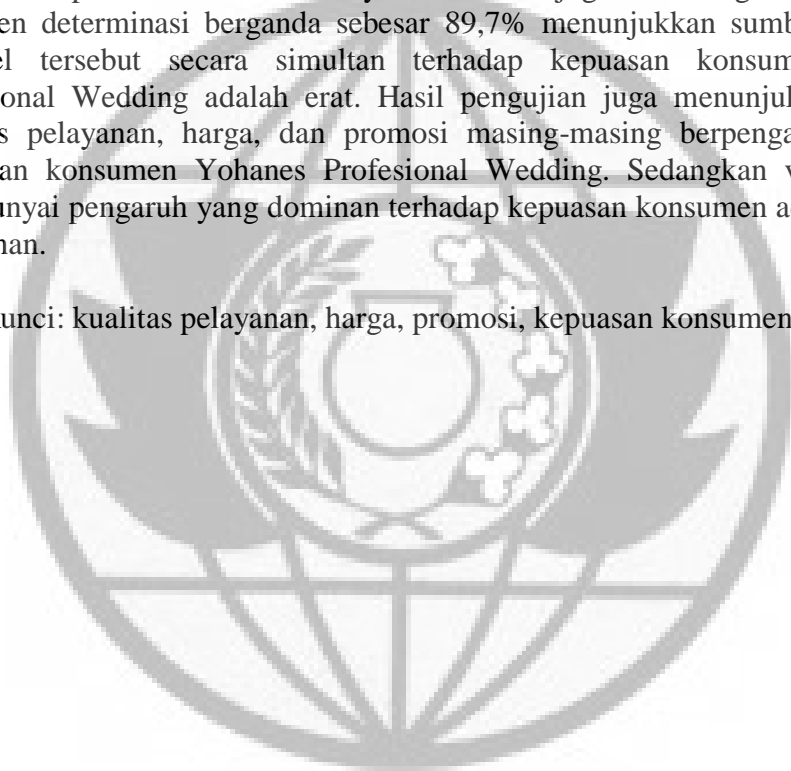 en determinasi berganda sebesar 89,7% menunjukkan sumb
el tersebut secara simultan terhadap kepuasan konsum
onal Wedding adalah erat. Hasil pengujian juga menunjuk
s pelayanan, harga, dan promosi masing-masing berpenga
an konsumen Yohanes Profesional Wedding. Sedangkan v
unyai pengaruh yang dominan terhadap kepuasan konsumen a
nan.
unci: kualitas pelayanan, harga, promosi, kepuasan konsumen